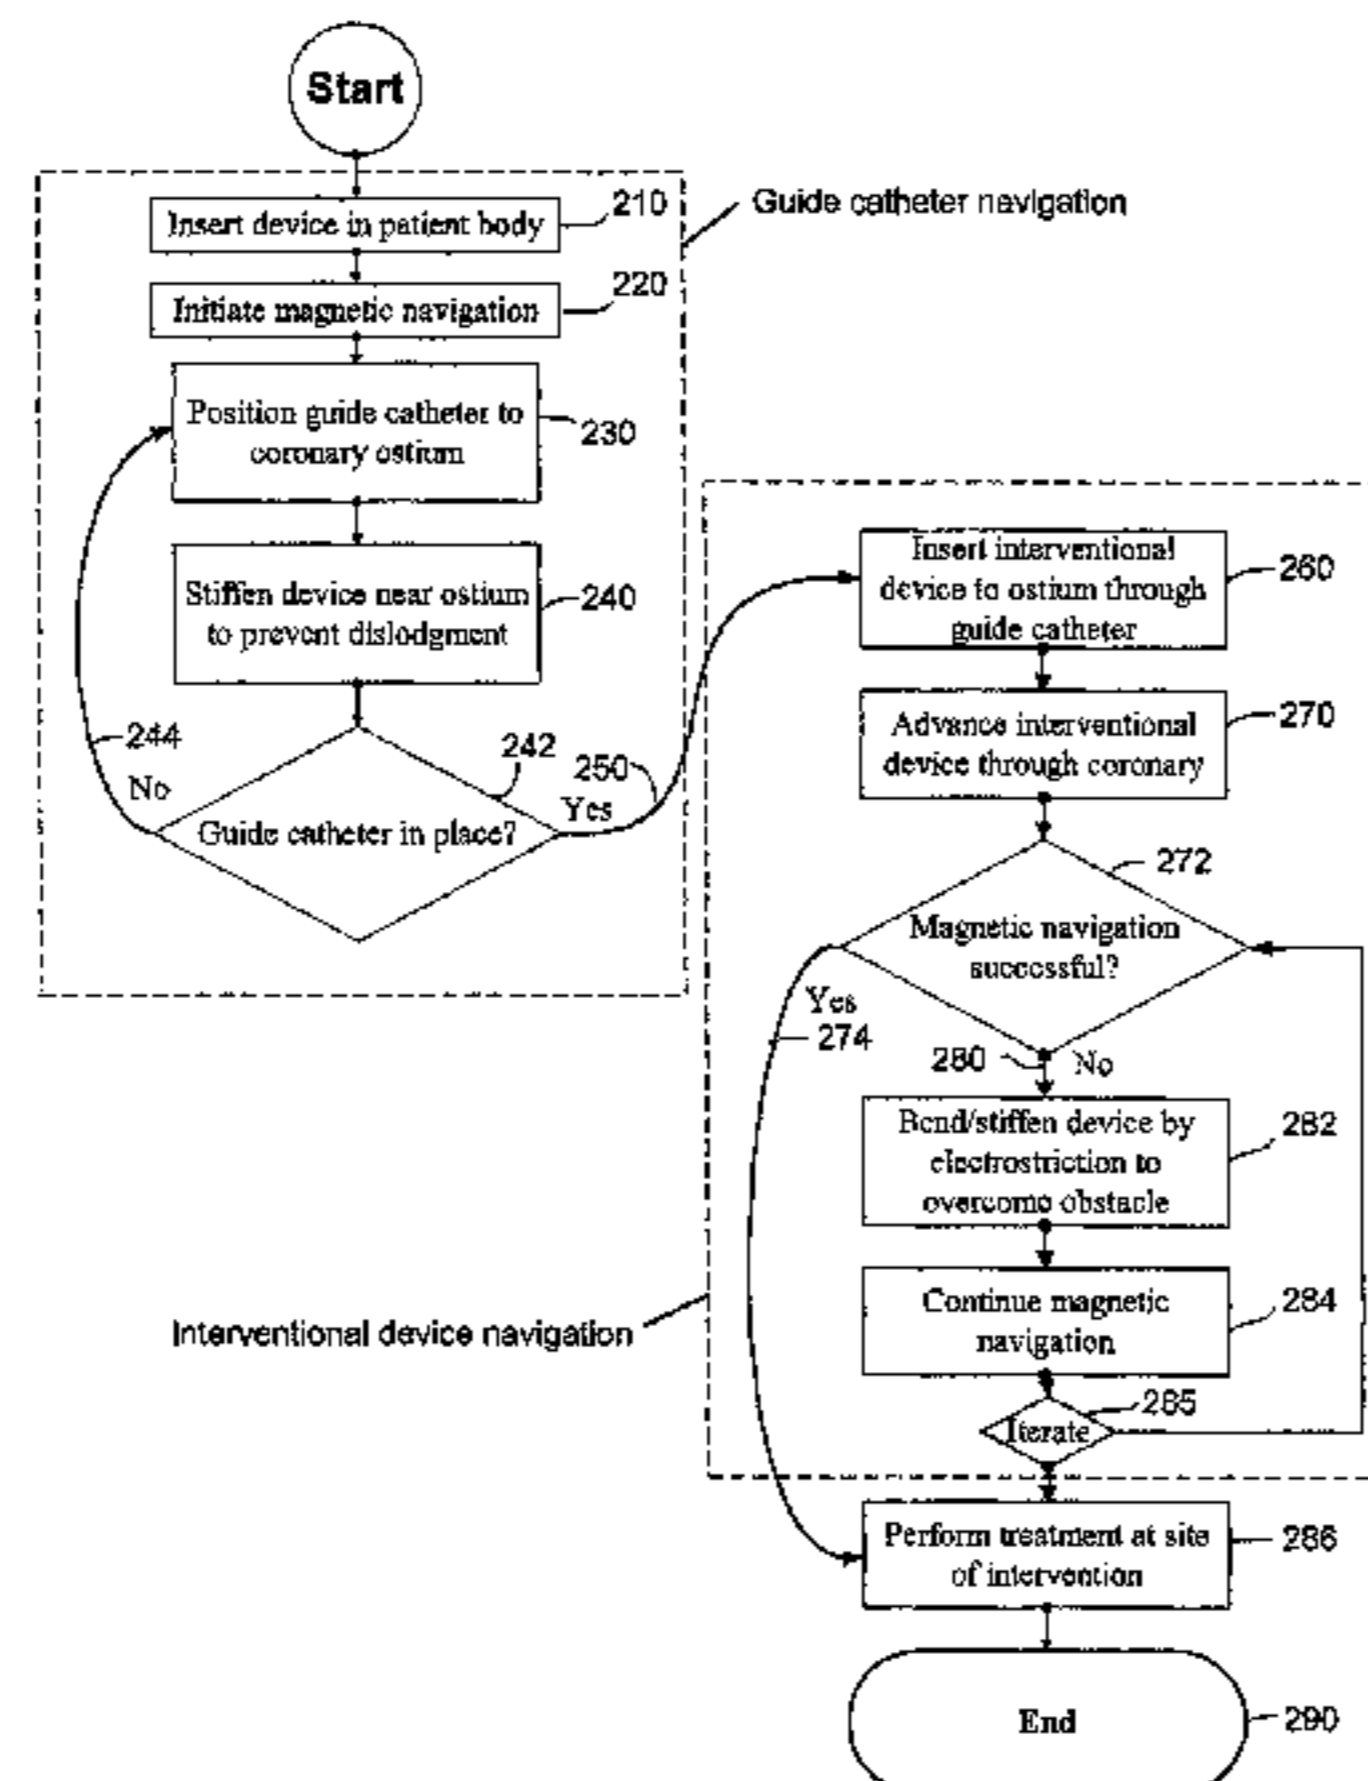 Start
Insert device in patient body
210
Guide catheter navigation
Initiate magnetic navigation
220
Position guide catheter to
coronary ostium
230
Stiffen device near ostium
to prevent dislodgment
240
244
No
242
250
Yes
Guide catheter in place?
Insert interventional
device to ostium through
guide catheter
260
Advance interventional
device through coronary
270
272
Magnetic navigation
successful?
Yes
274
280
No
Bend/stiffen device by
electrostriction to
overcome obstacle
282
Continue magnetic
navigation
284
Interventional device navigation
285
Iterate
Perform treatment at site
of intervention
286
End
290